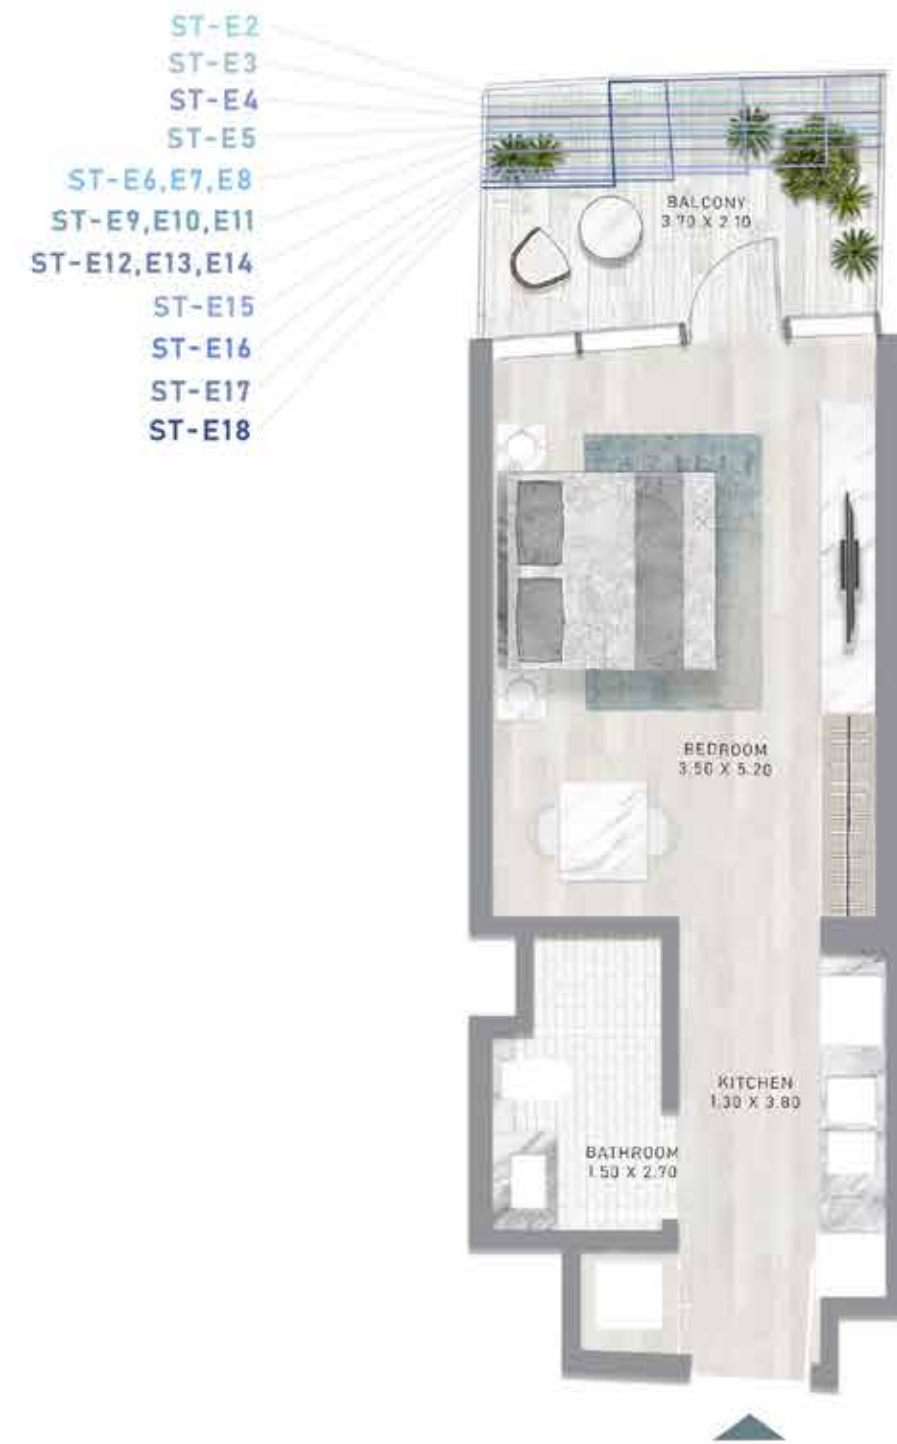 ST-E2
ST-E3
ST-E4
ST-E5
ST-E6,E7,E8
ST-E9,E10,E11
ST-E12,E13,E14
ST-E15
ST-E16
ST-E17
ST-E18
BALCONY
3.70 X 2.10
BEDROOM
3.50 X 5.20
KITCHEN
1.30 X 3.80
BATHROOM
1.50 X 2.70